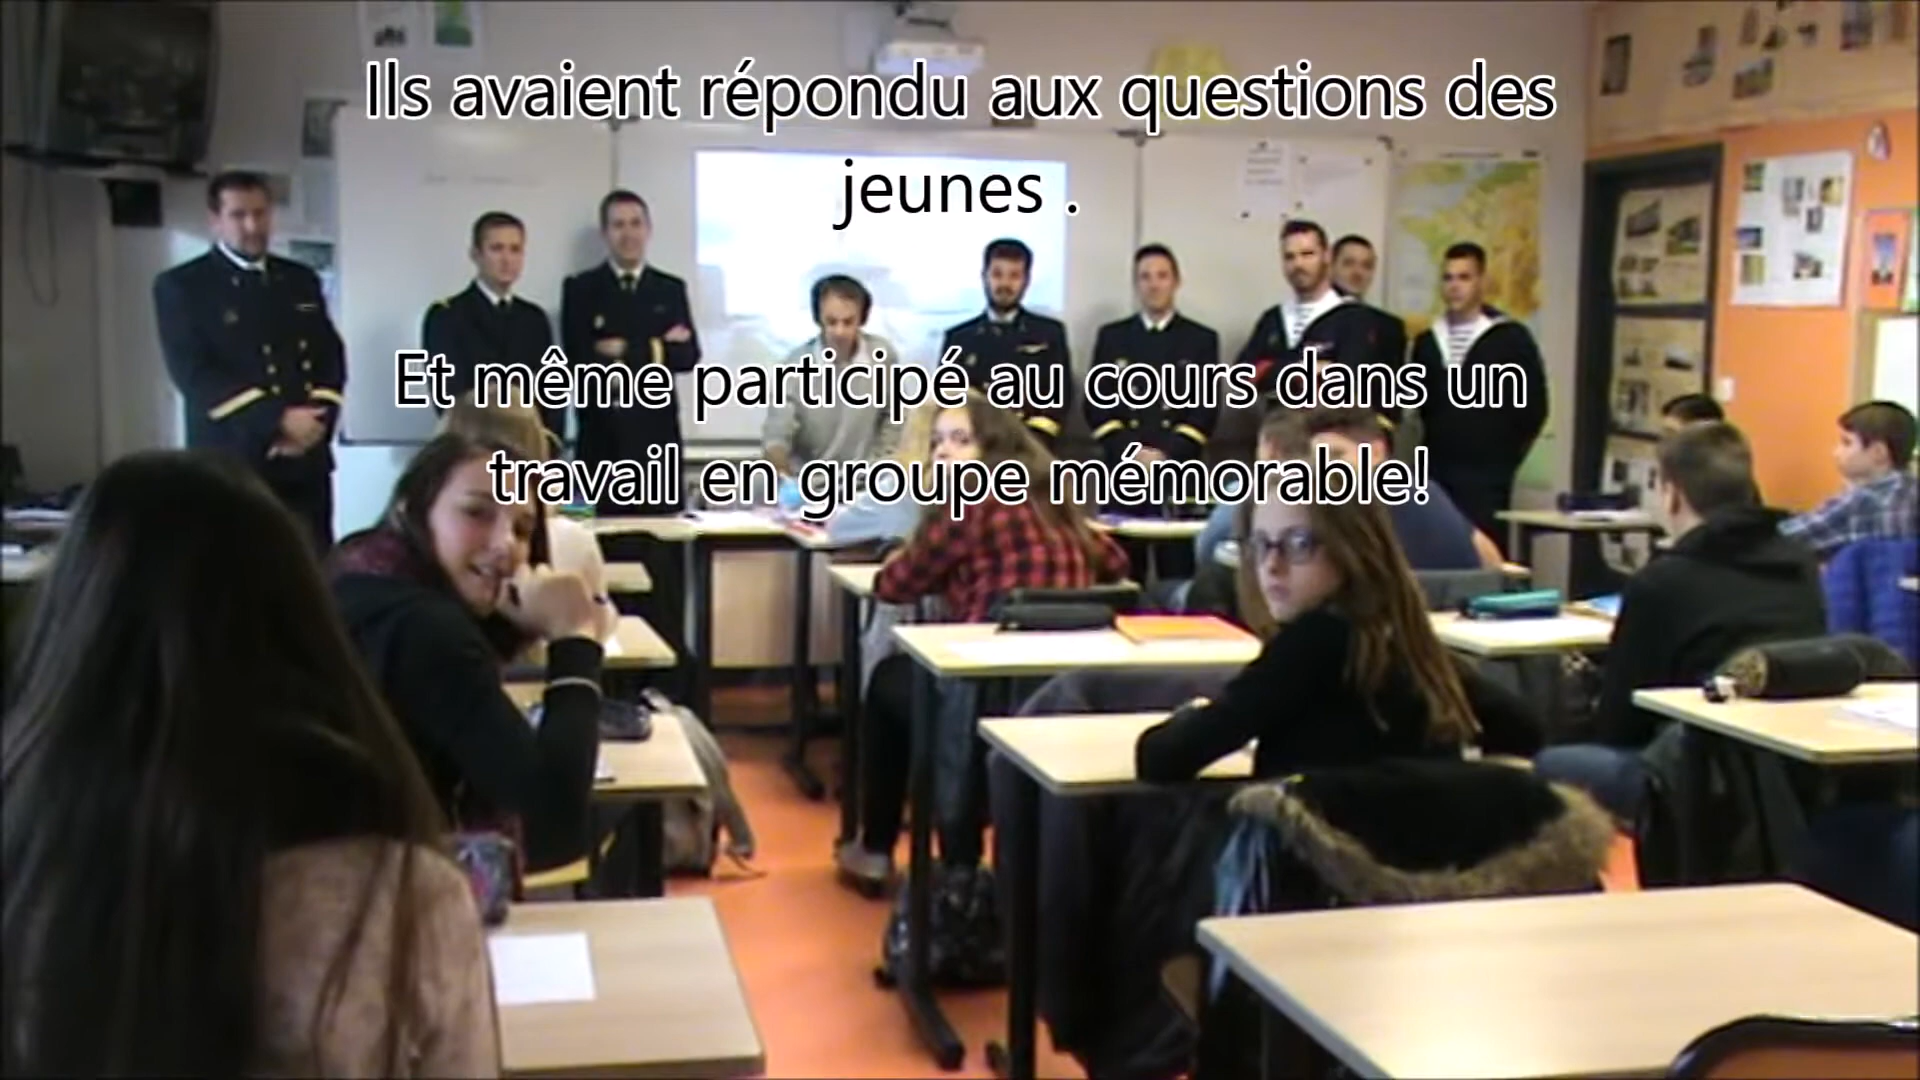 Ils avaient répondu aux questions des
jeunes .
Et même participé au cours dans un
travail en groupe mémorable!